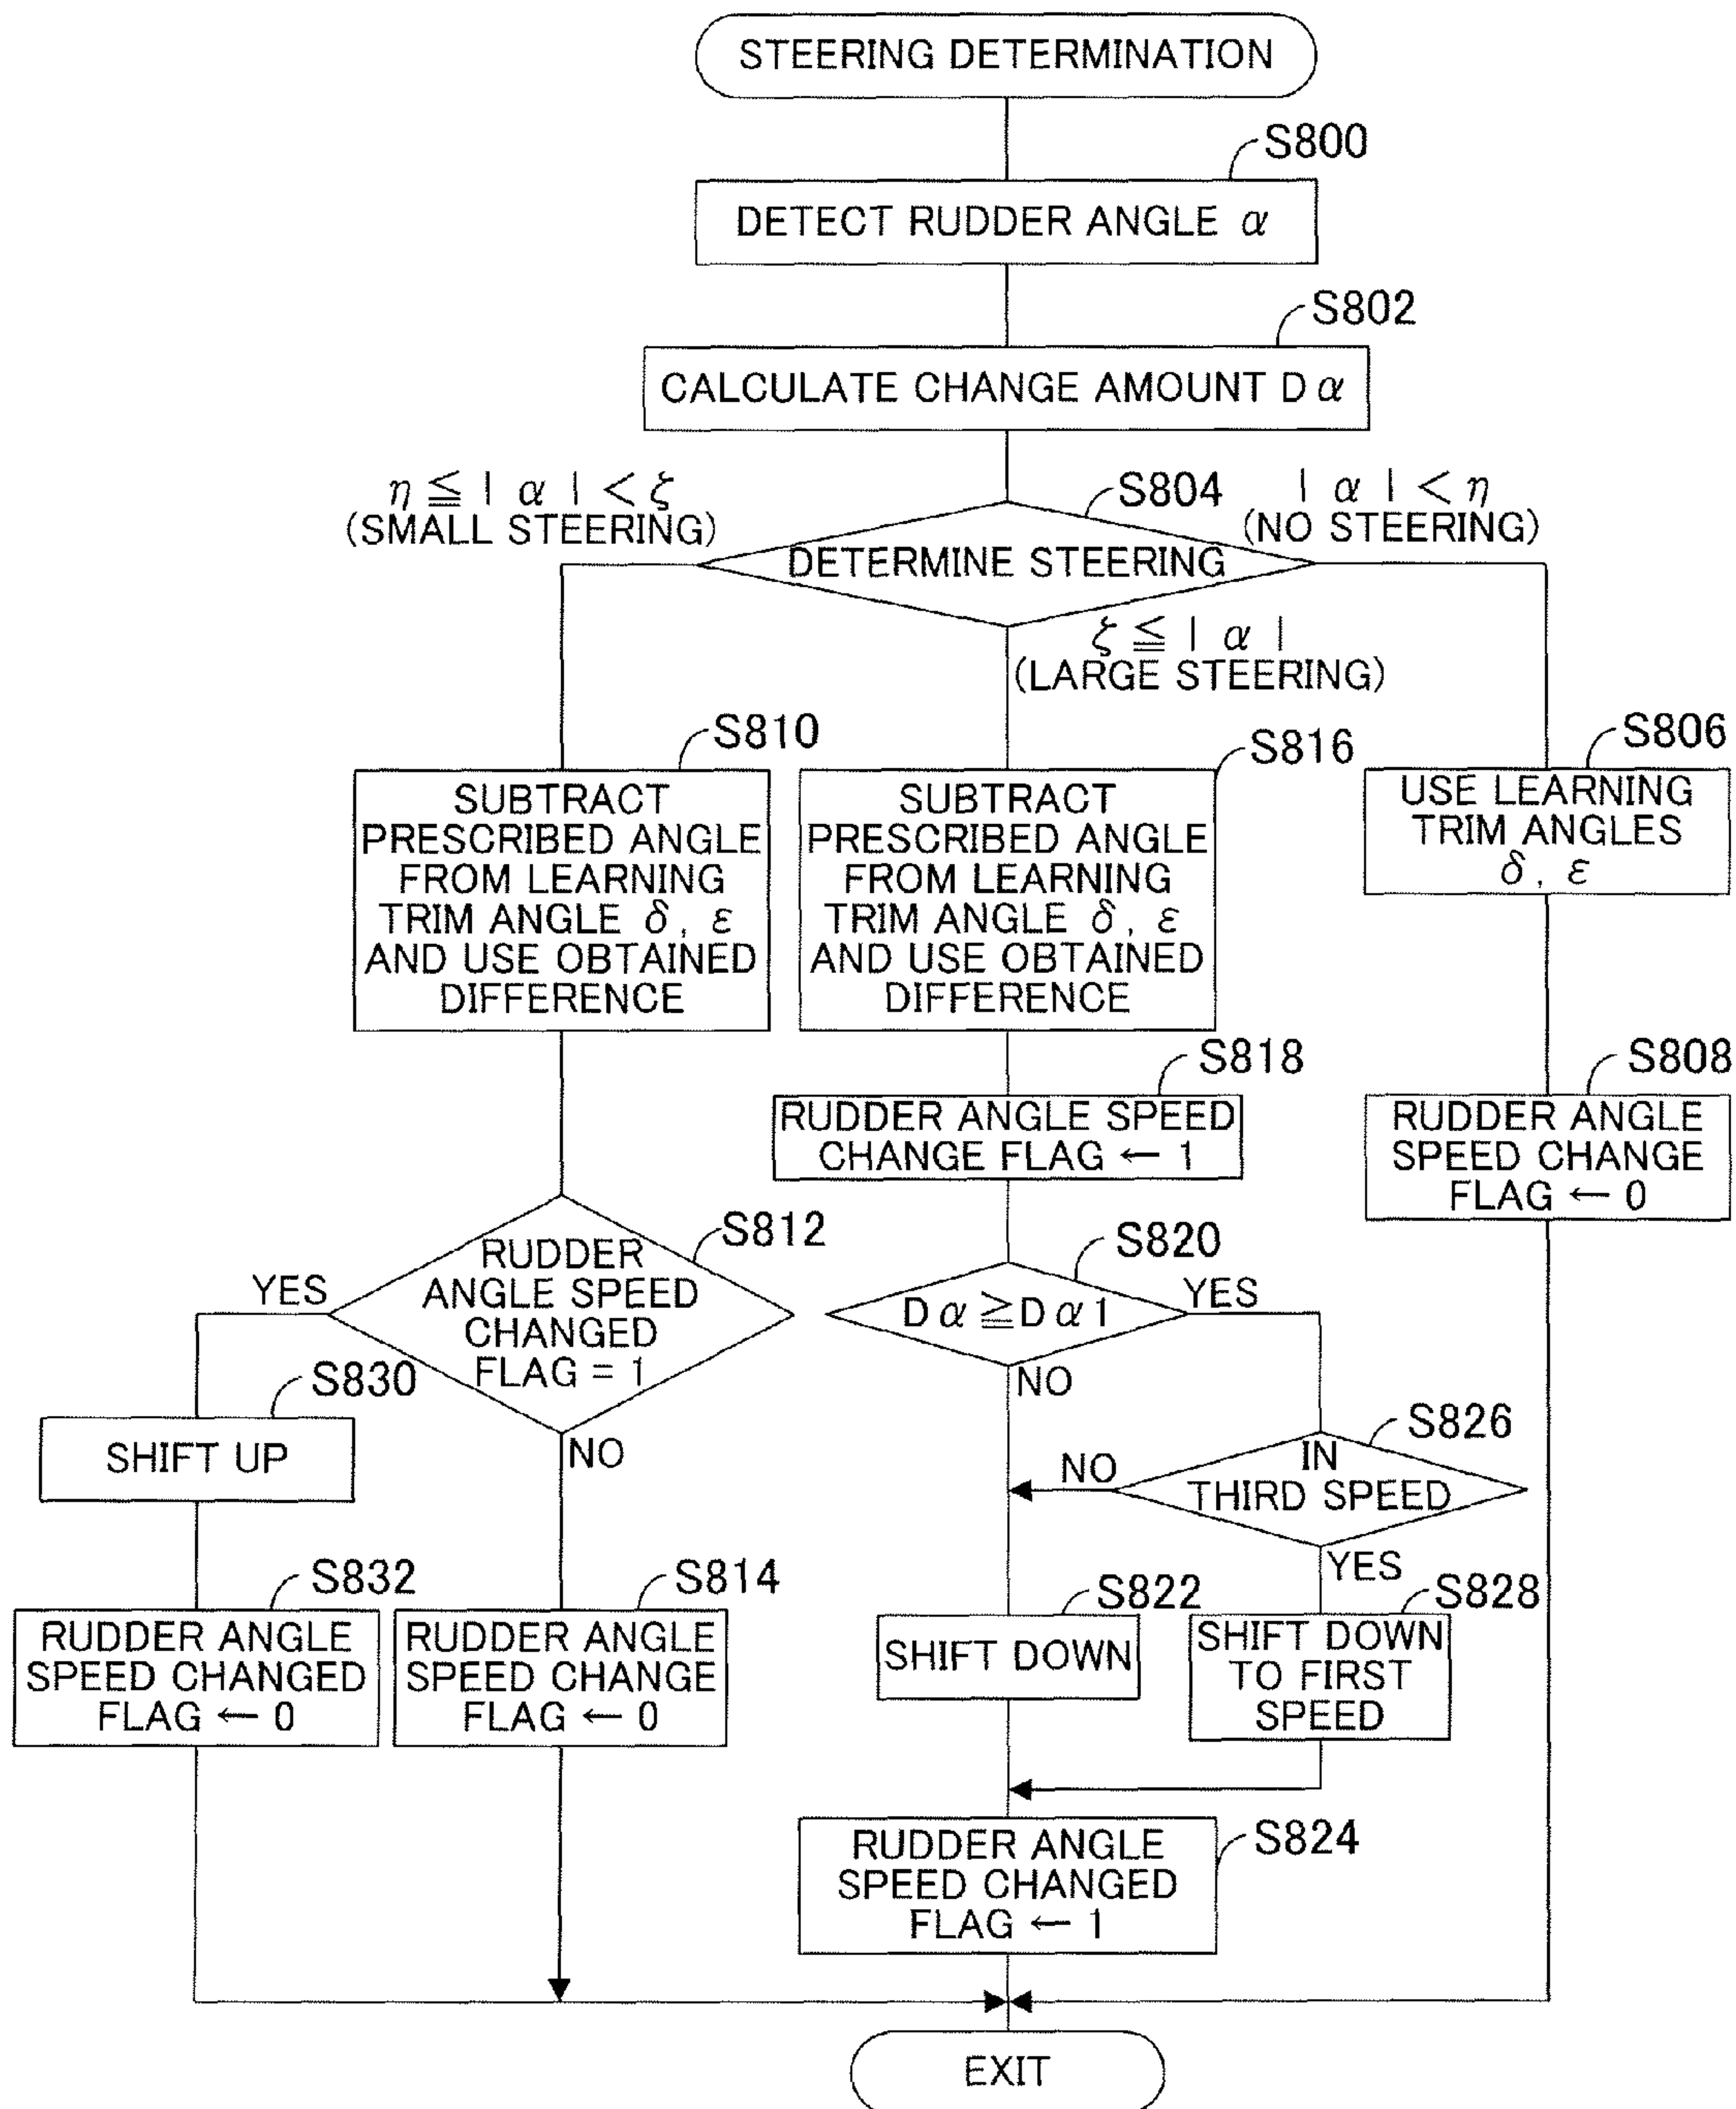 STEERING DETERMINATION
S800
DETECT RUDDER ANGLE α
S802
CALCULATE CHANGE AMOUNT D α
S804
η ≦ | α | < ζ
(SMALL STEERING)
| α | < η
(NO STEERING)
DETERMINE STEERING
ζ ≦ | α |
(LARGE STEERING)
S810
SUBTRACT
PRESCRIBED ANGLE
FROM LEARNING
TRIM ANGLE δ, ε
AND USE OBTAINED
DIFFERENCE
S816
SUBTRACT
PRESCRIBED ANGLE
FROM LEARNING
TRIM ANGLE δ, ε
AND USE OBTAINED
DIFFERENCE
S806
USE LEARNING
TRIM ANGLES
δ, ε
S818
RUDDER ANGLE SPEED
CHANGE FLAG ← 1
S808
RUDDER ANGLE
SPEED CHANGE
FLAG ← 0
S812
RUDDER
ANGLE SPEED
CHANGED
FLAG = 1
YES
NO
S820
D α ≧ D α 1
YES
NO
S830
SHIFT UP
S826
IN
THIRD SPEED
NO
YES
S832
RUDDER ANGLE
SPEED CHANGED
FLAG ← 0
S814
RUDDER ANGLE
SPEED CHANGE
FLAG ← 0
S822
SHIFT DOWN
S828
SHIFT DOWN
TO FIRST
SPEED
S824
RUDDER ANGLE
SPEED CHANGED
FLAG ← 1
EXIT